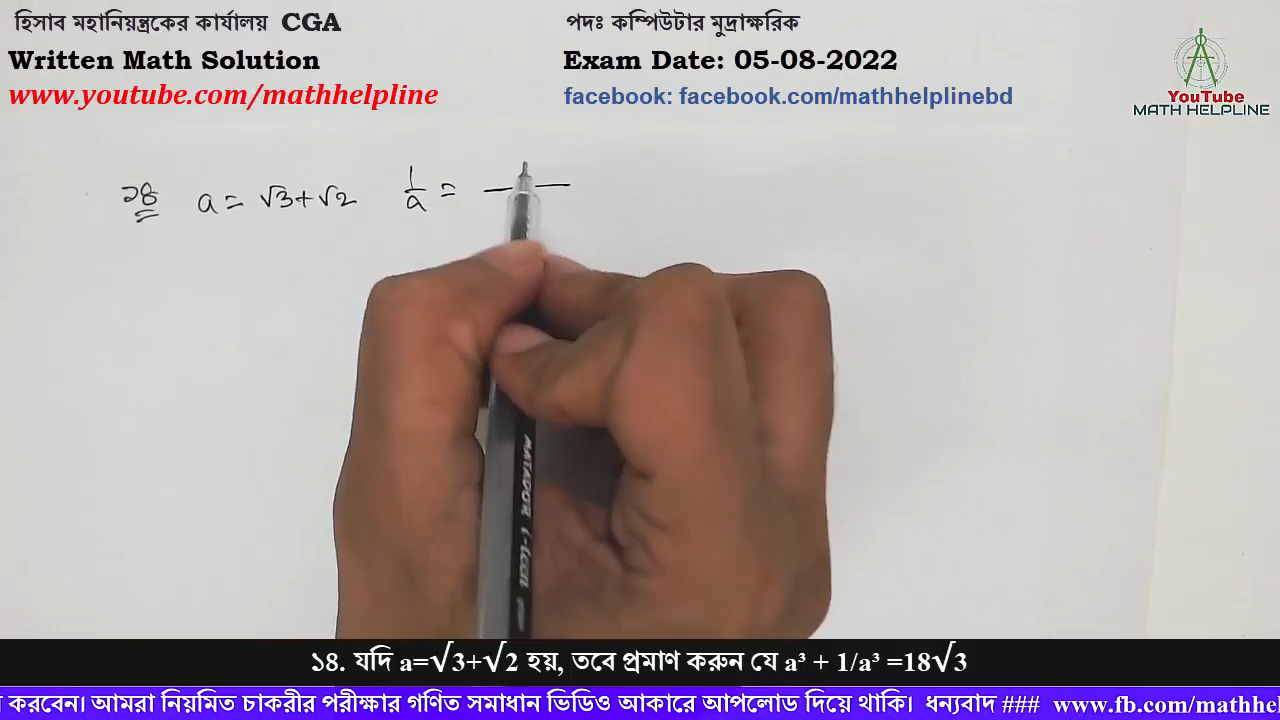 হিসাব মহানিয়ন্ত্রকের কার্যালয় CGA
পদঃ কম্পিউটার মুদ্রাক্ষরিক
Written Math Solution
Exam Date: 05-08-2022
www.youtube.com/mathhelpline
facebook: facebook.com/mathhelplinebd
YouTube
MATH HELPLINE
১৪ a = √3+√2 1/a =
MATADOR
১৪. যদি a=√3+√2 হয়, তবে প্রমাণ করুন যে a³ + 1/a³ =18√3
করবেন। আমরা নিয়মিত চাকরীর পরীক্ষার গণিত সমাধান ভিডিও আকারে আপলোড দিয়ে থাকি। ধন্যবাদ ### www.fb.com/mathhel